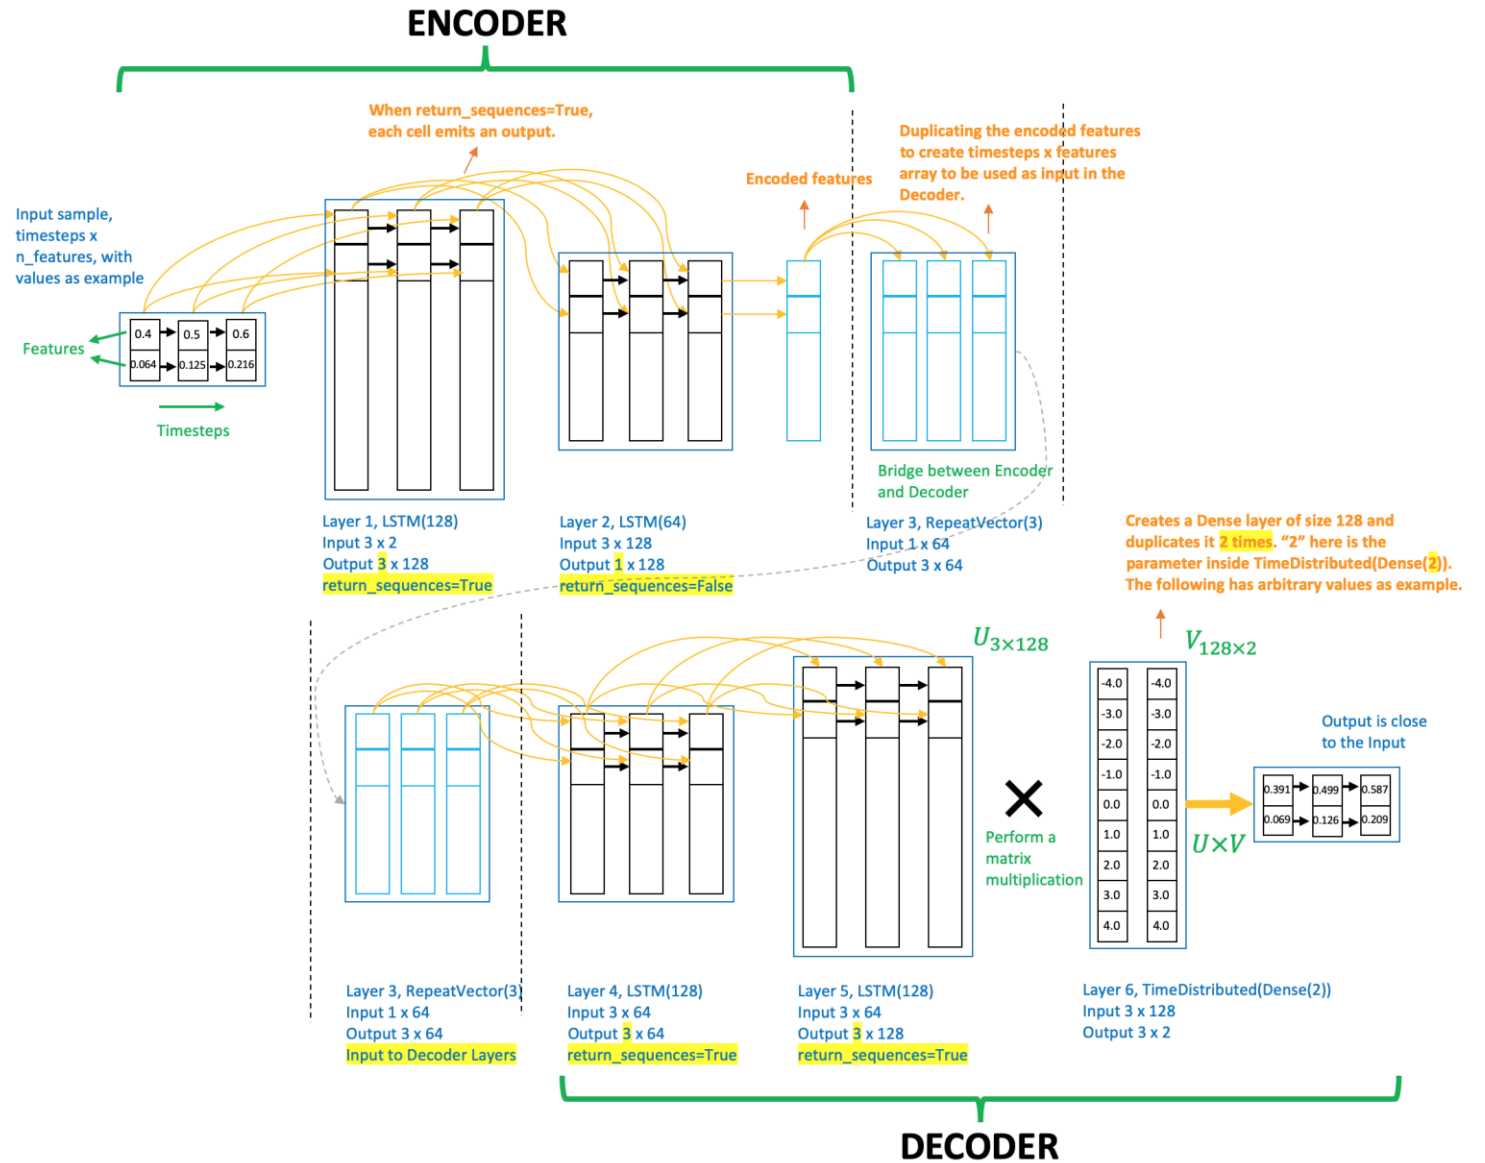 ENCODER
When return_sequences=True,
each cell emits an output.
Duplicating the encoded features
to create timesteps x features
array to be used as input in the
Decoder.
Encoded features
Input sample,
timesteps x
n_features, with
values as example
Features
0.4
0.5
0.6
0.064
0.125
0.216
Timesteps
Bridge between Encoder
and Decoder
Layer 1, LSTM(128)
Input 3 x 2
Output 3 x 128
return_sequences=True
Layer 2, LSTM(64)
Input 3 x 128
Output 1 x 128
return_sequences=False
Layer 3, RepeatVector(3)
Input 1 x 64
Output 3 x 64
Creates a Dense layer of size 128 and
duplicates it 2 times. “2” here is the
parameter inside TimeDistributed(Dense(2)).
The following has arbitrary values as example.
U3×128
V128×2
-4.0 -4.0
-3.0 -3.0
-2.0 -2.0
-1.0 -1.0
0.0 0.0
1.0 1.0
2.0 2.0
3.0 3.0
4.0 4.0
Perform a
matrix
multiplication
U×V
Output is close
to the Input
0.391 0.499 0.587
0.069 0.126 0.209
Layer 3, RepeatVector(3)
Input 1 x 64
Output 3 x 64
Input to Decoder Layers
Layer 4, LSTM(128)
Input 3 x 64
Output 3 x 64
return_sequences=True
Layer 5, LSTM(128)
Input 3 x 64
Output 3 x 128
return_sequences=True
Layer 6, TimeDistributed(Dense(2))
Input 3 x 128
Output 3 x 2
DECODER